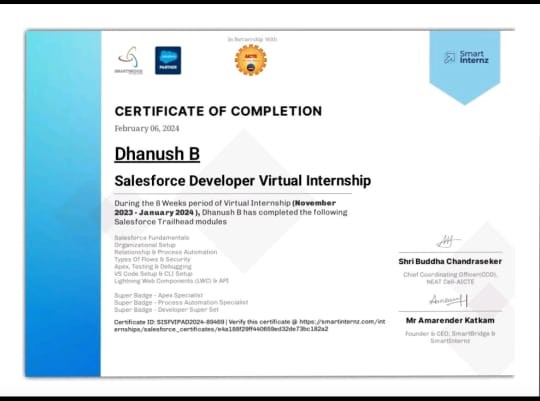 In Partnership With
SMARTBRIDGE
PARTNER
AICTE
Smart
Internz
CERTIFICATE OF COMPLETION
February 06, 2024
Dhanush B
Salesforce Developer Virtual Internship
During the 8 Weeks period of Virtual Internship (November
2023 - January 2024 ), Dhanush B has completed the following
Salesforce Trailhead modules
Salesforce Fundamentals
Organizational Setup
Relationship & Process Automation
Types Of Flows & Security
Apex, Testing & Debugging
VS Code Setup & CLI Setup
Lightning Web Components (LWC) & API
Super Badge - Apex Specialist
Super Badge - Process Automation Specialist
Super Badge - Developer Super Set
Certificate ID: SISFVIPAD2024-89469 | Verify this certificate @ https://smartinternz.com/int
ernships/salesforce_certificates/e4a188f29ff440659ed32de73bc182a2
Shri Buddha Chandraseker
Chief Coordinating Officer(CCO),
NEAT Cell-AICTE
Mr Amarender Katkam
Founder & CEO, SmartBridge &
SmartInternz